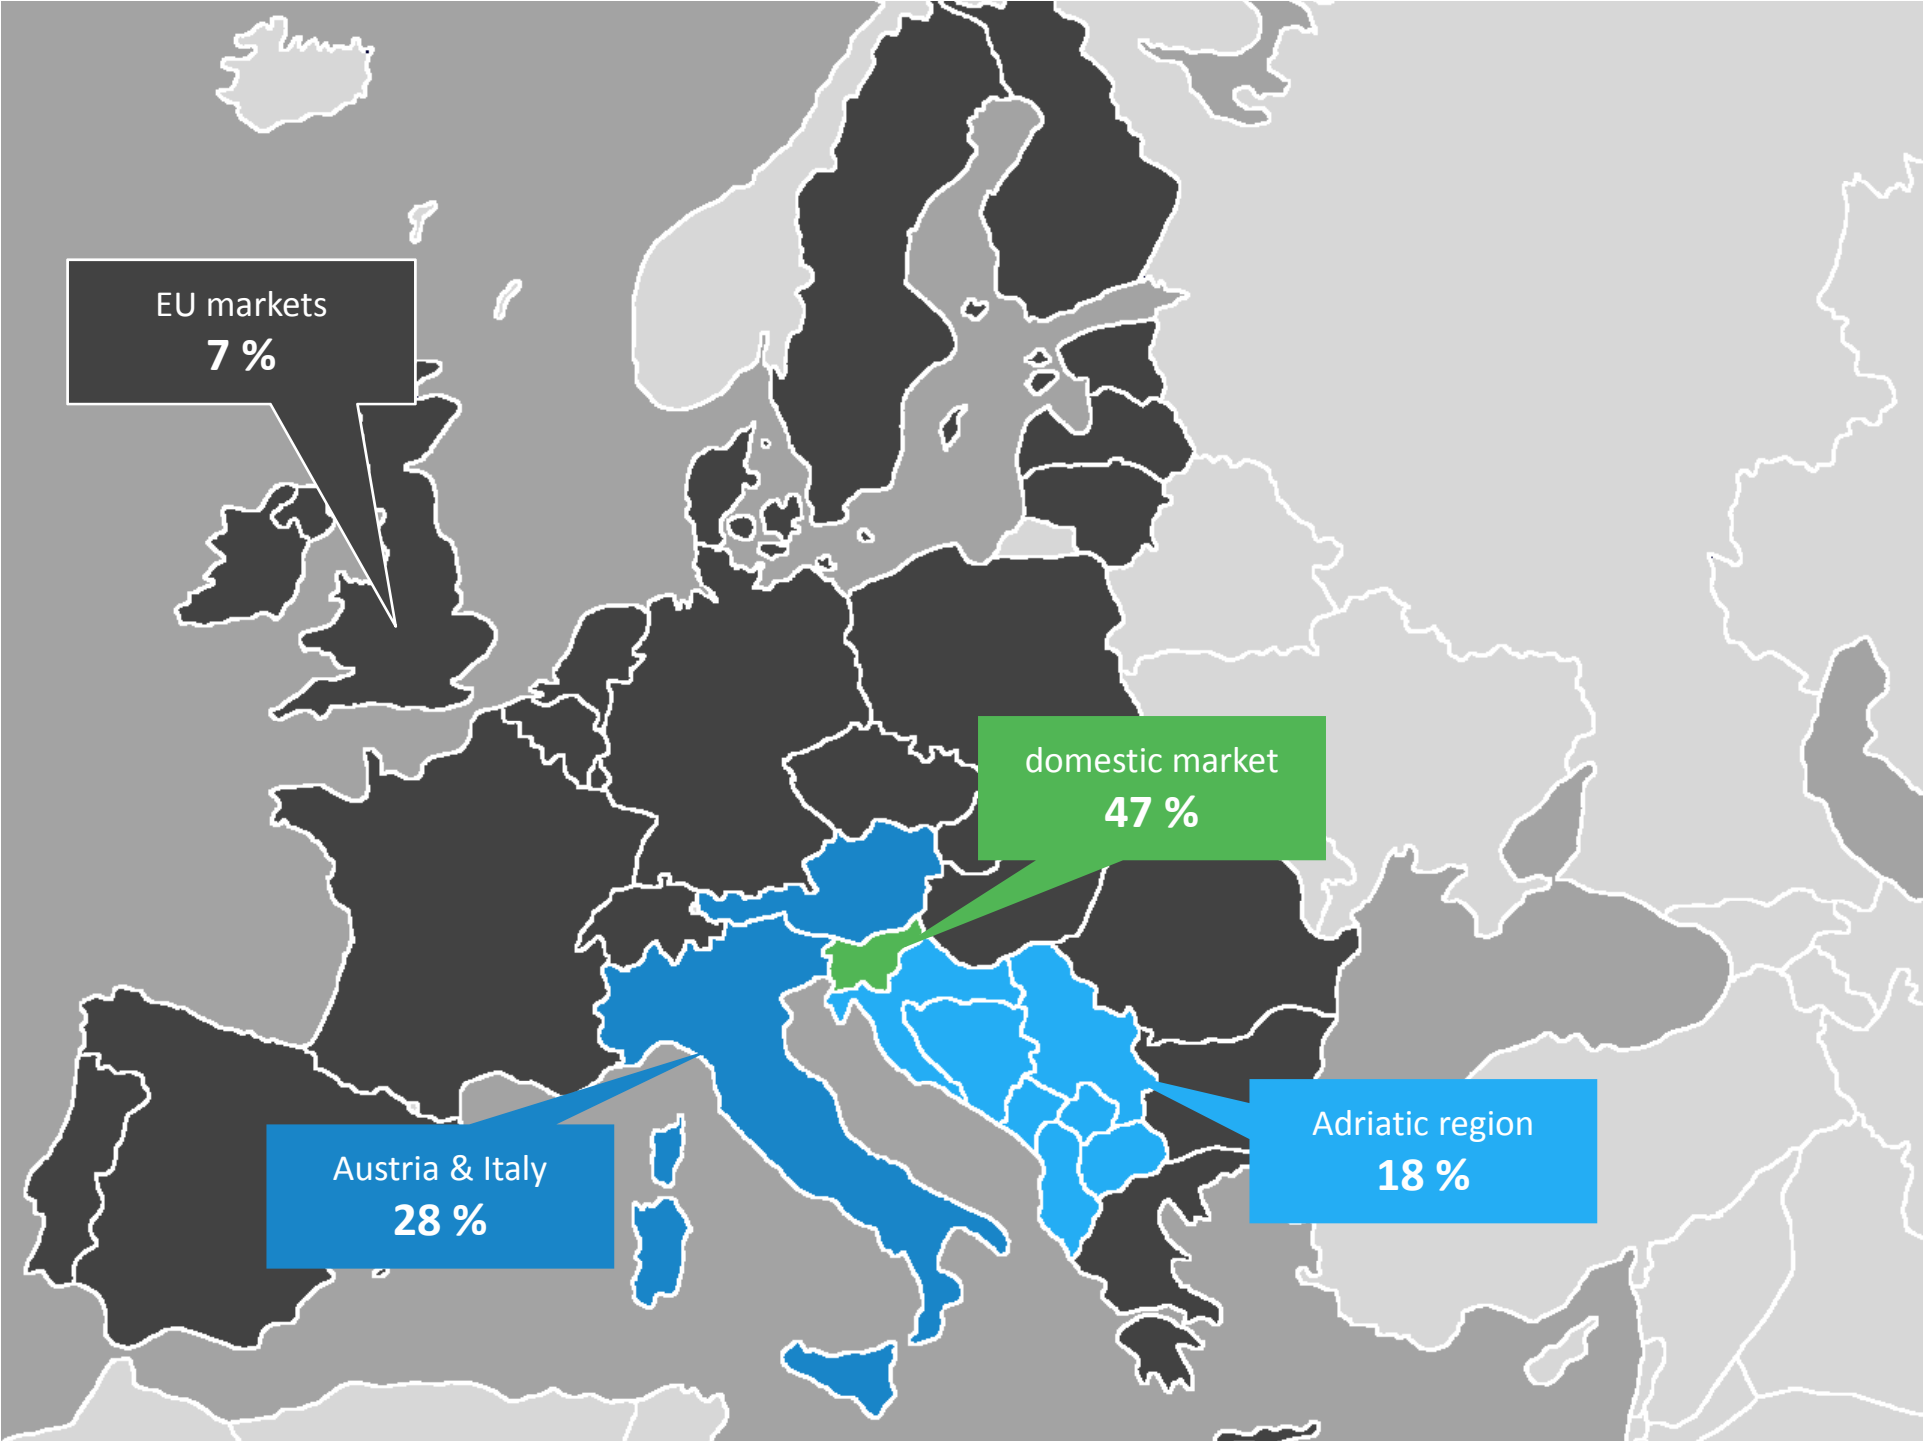 EU markets
7 %
domestic market
47 %
Adriatic region
18 %
Austria & Italy
28 %